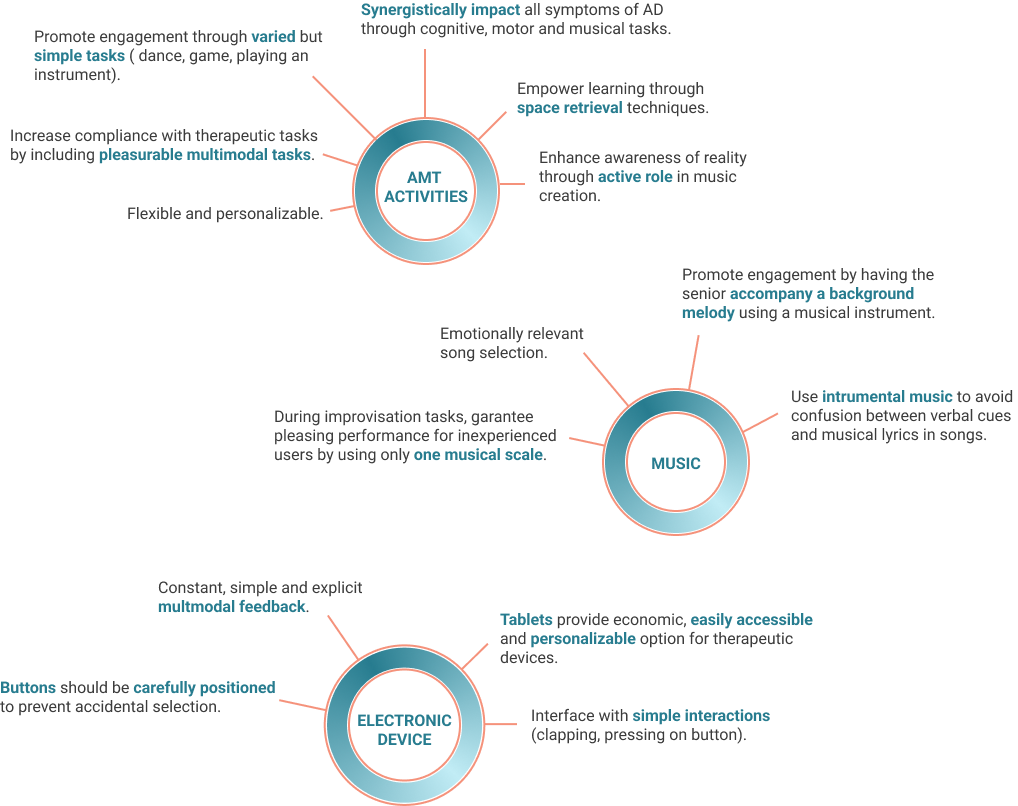 Synergistically impact all symptoms of AD
through cognitive, motor and musical tasks.
Promote engagement through varied but
simple tasks ( dance, game, playing an
instrument).
Empower learning through
space retrieval techniques.
Increase compliance with therapeutic tasks
by including pleasurable multimodal tasks.
Enhance awareness of reality
through active role in music
creation.
AMT
ACTIVITIES
Flexible and personalizable.
Promote engagement by having the
senior accompany a background
melody using a musical instrument.
Emotionally relevant
song selection.
Use intrumental music to avoid
confusion between verbal cues
and musical lyrics in songs.
During improvisation tasks, garantee
pleasing performance for inexperienced
users by using only one musical scale.
MUSIC
Constant, simple and explicit
multmodal feedback.
Tablets provide economic, easily accessible
and personalizable option for therapeutic
devices.
Buttons should be carefully positioned
to prevent accidental selection.
Interface with simple interactions
(clapping, pressing on button).
ELECTRONIC
DEVICE